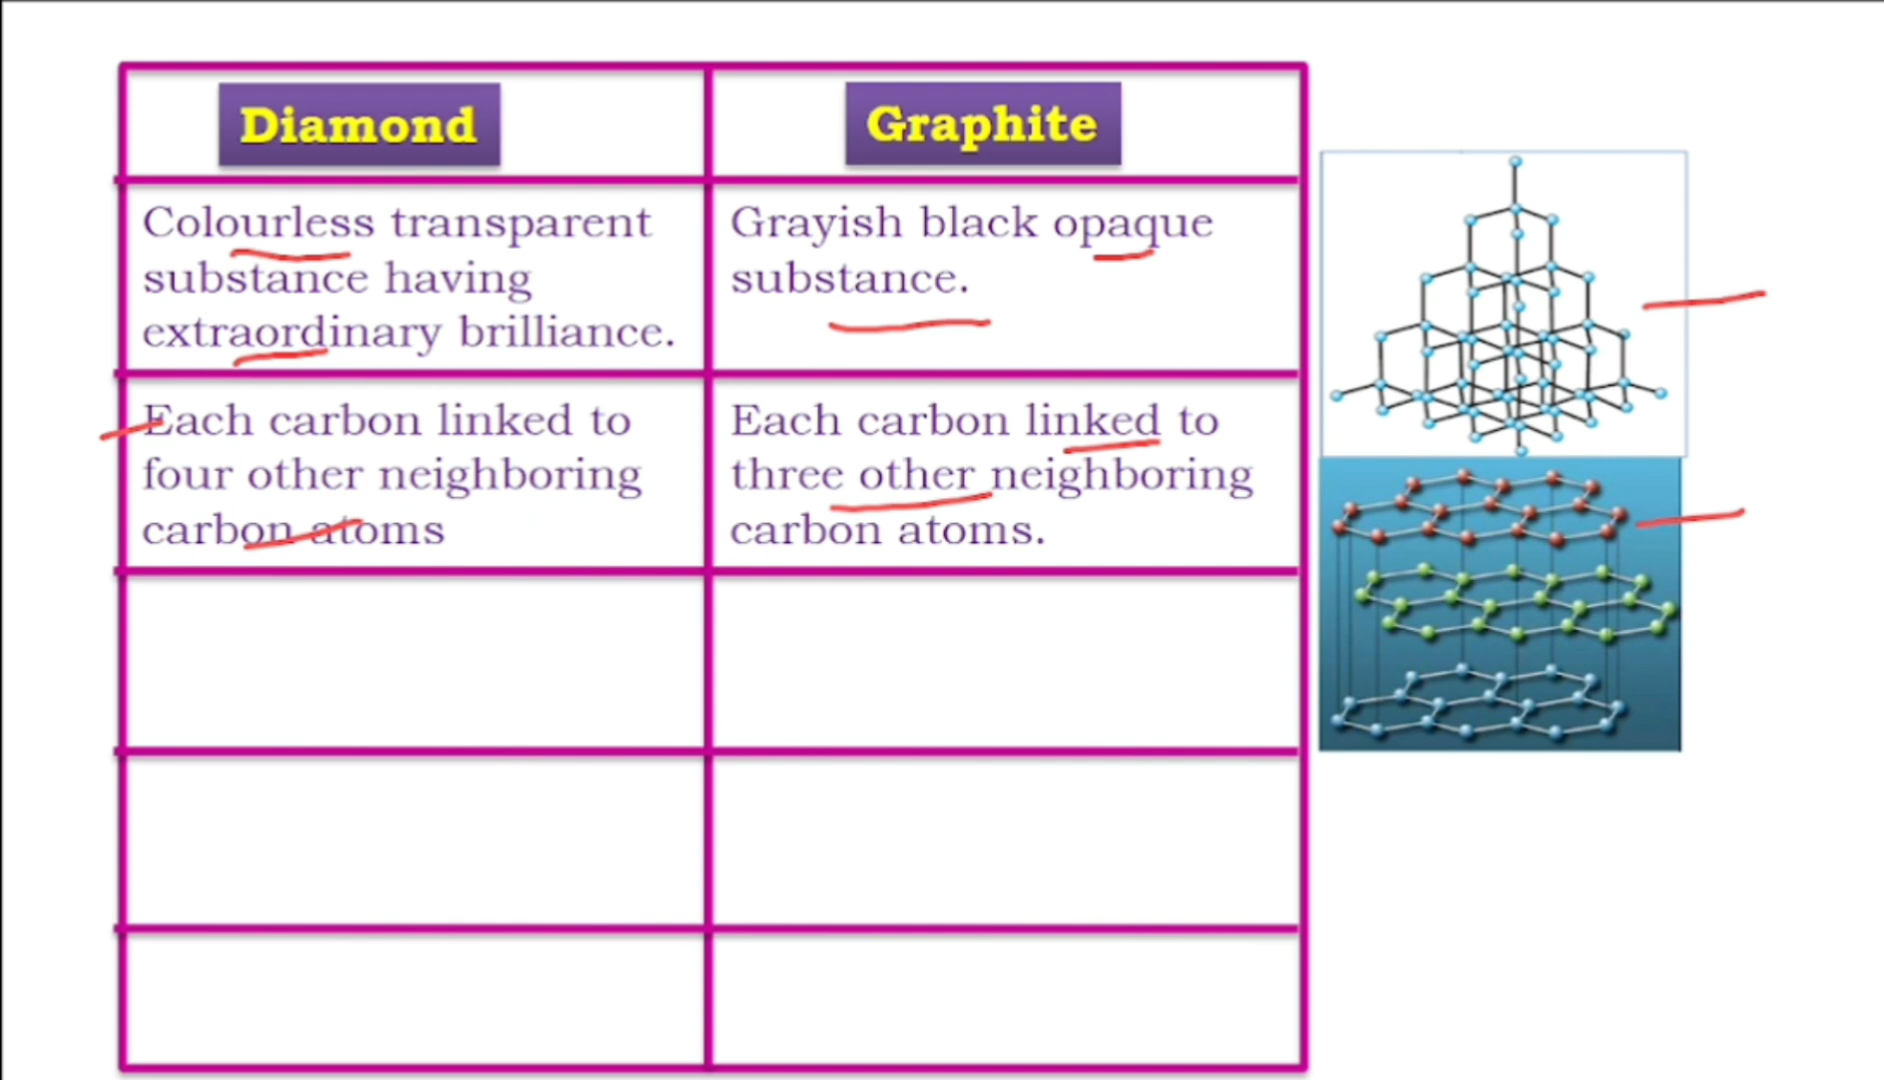 Diamond
Graphite
Colourless transparent
substance having
extraordinary brilliance.
Grayish black opaque
substance.
Each carbon linked to
four other neighboring
carbon atoms
Each carbon linked to
three other neighboring
carbon atoms.